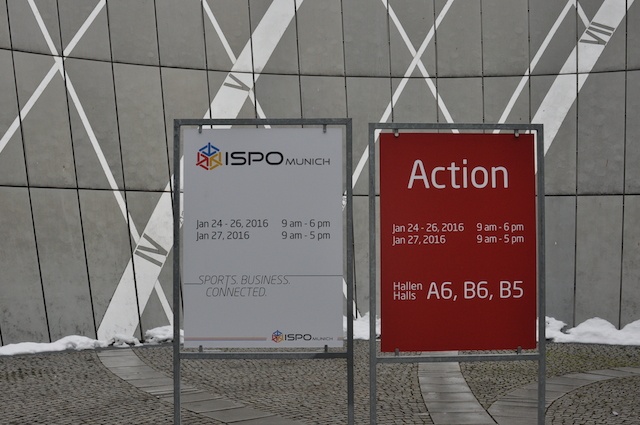 ISPO MUNICH
Jan 24 - 26, 2016 9 am - 6 pm
Jan 27, 2016 9 am - 5 pm
SPORTS. BUSINESS.
CONNECTED.
ISPO MUNICH
Action
Jan 24 - 26, 2016 9 am - 6 pm
Jan 27, 2016 9 am - 5 pm
Hallen
Halls A6, B6, B5
V
IV
VII